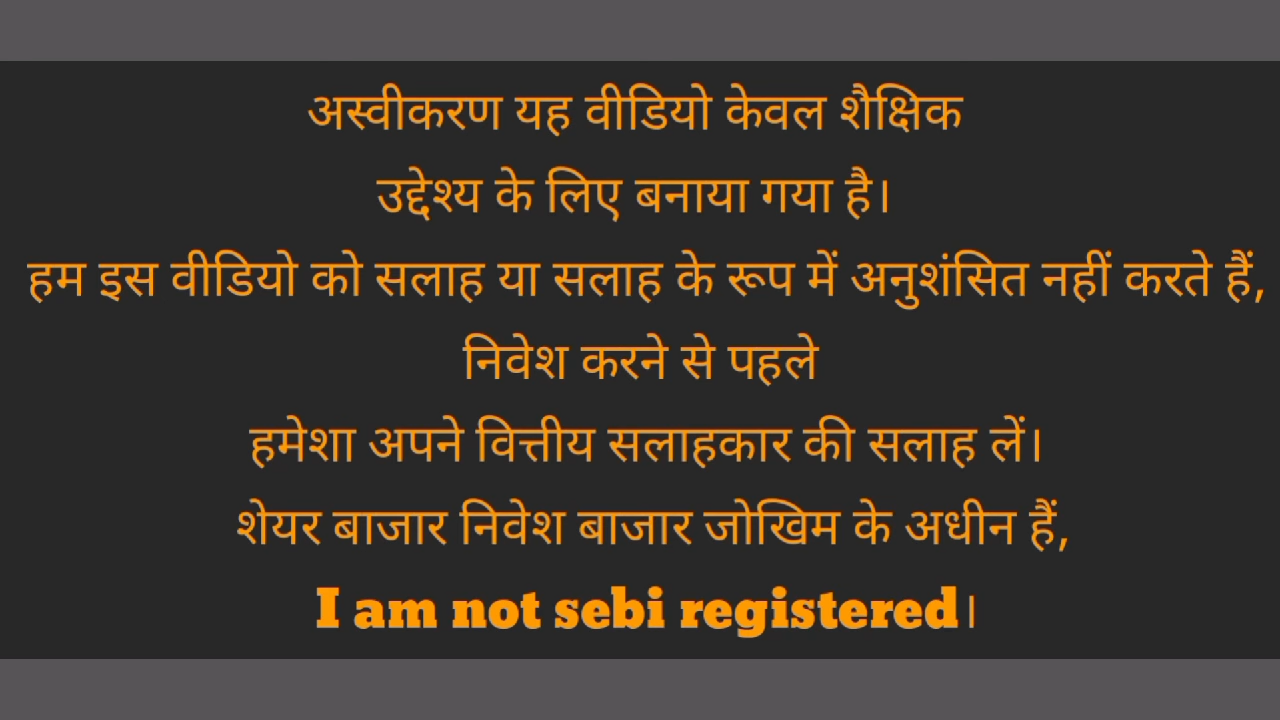 अस्वीकरण यह वीडियो केवल शैक्षिक
उद्देश्य के लिए बनाया गया है।
हम इस वीडियो को सलाह या सलाह के रूप में अनुशंसित नहीं करते हैं,
निवेश करने से पहले
हमेशा अपने वित्तीय सलाहकार की सलाह लें।
शेयर बाजार निवेश बाजार जोखिम के अधीन हैं,
I am not sebi registered।